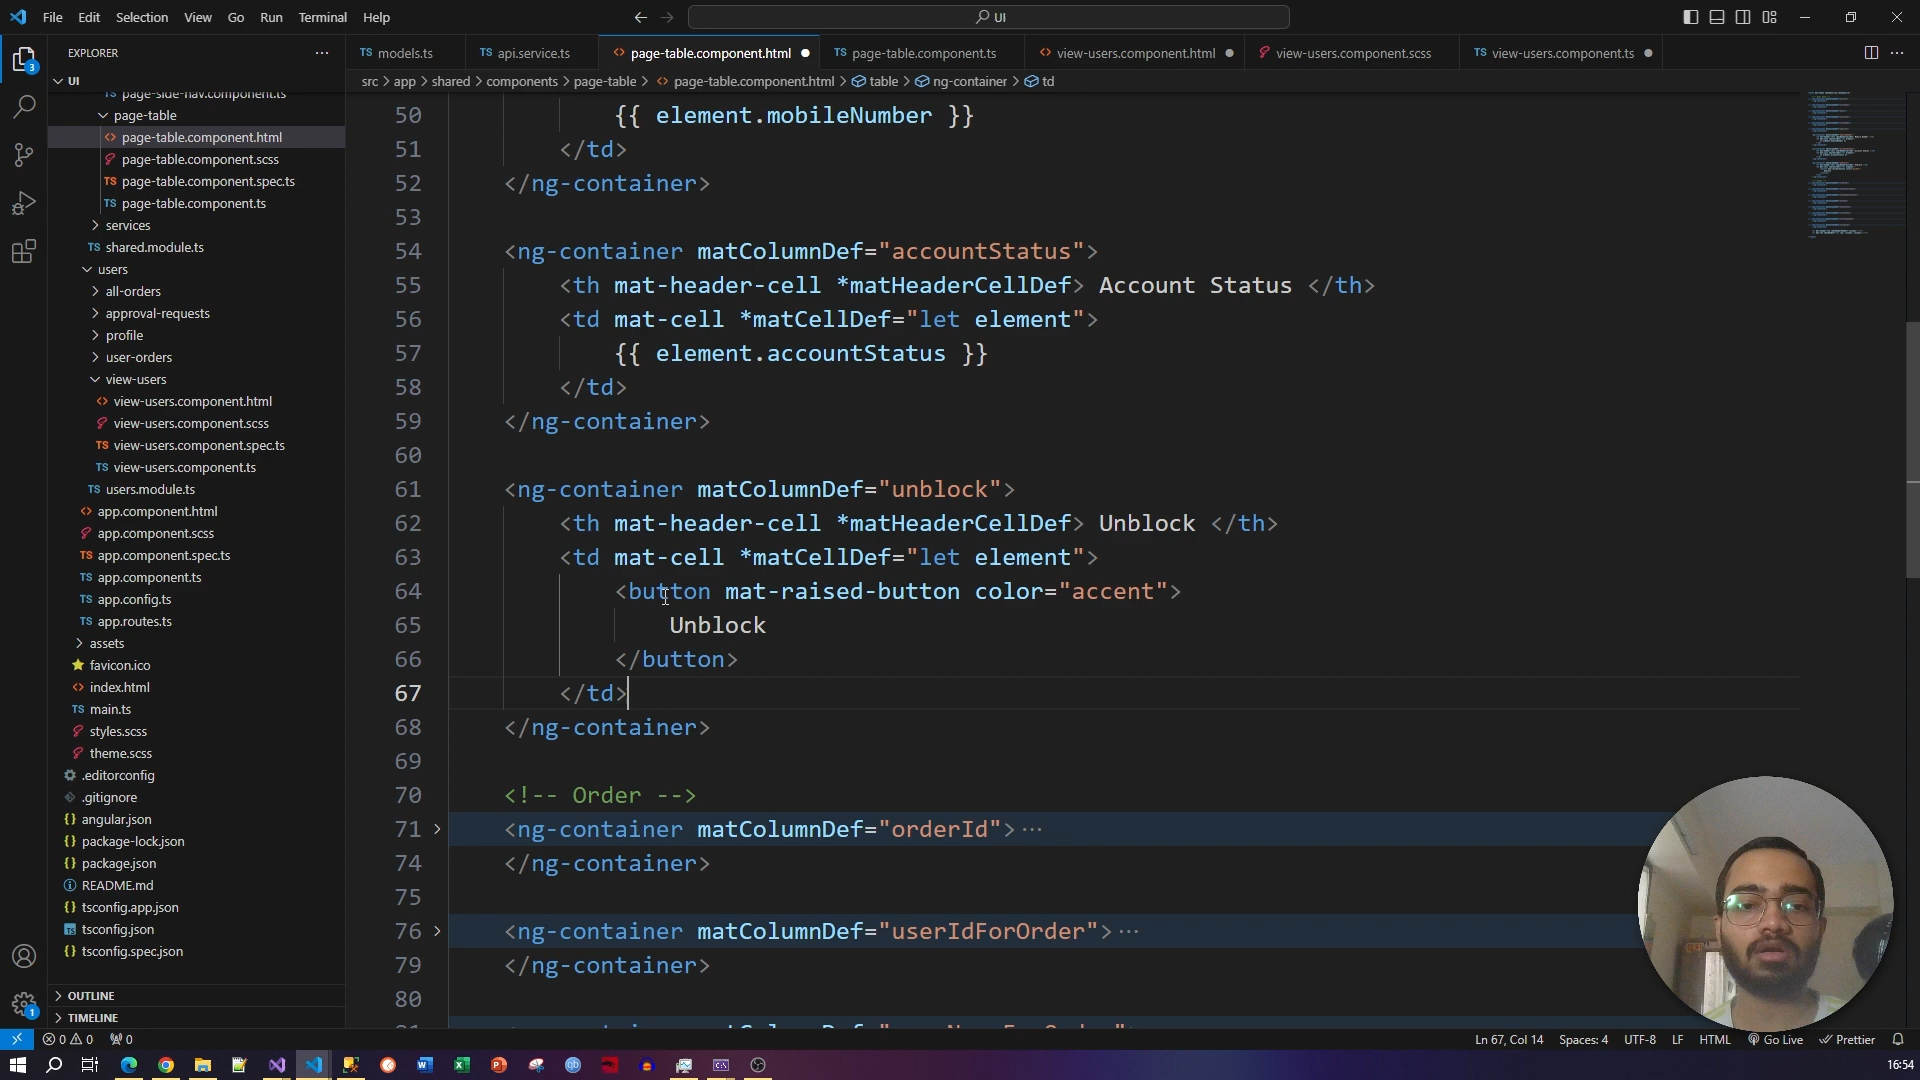 File Edit Selection View Go Run Terminal Help
UI
EXPLORER
models.ts
api.service.ts
page-table.component.html
page-table.component.ts
view-users.component.html
view-users.component.scss
view-users.component.ts
src > app > shared > components > page-table > page-table.component.html > table > ng-container > td
UI
page-side-nav.component.ts
page-table
page-table.component.html
page-table.component.scss
page-table.component.spec.ts
page-table.component.ts
services
shared.module.ts
users
all-orders
approval-requests
profile
user-orders
view-users
view-users.component.html
view-users.component.scss
view-users.component.spec.ts
view-users.component.ts
users.module.ts
app.component.html
app.component.scss
app.component.spec.ts
app.component.ts
app.config.ts
app.routes.ts
assets
favicon.ico
index.html
main.ts
styles.scss
theme.scss
.editorconfig
.gitignore
angular.json
package-lock.json
package.json
README.md
tsconfig.app.json
tsconfig.json
tsconfig.spec.json
OUTLINE
TIMELINE
50 {{ element.mobileNumber }}
51 </td>
52 </ng-container>
53
54 <ng-container matColumnDef="accountStatus">
55 <th mat-header-cell *matHeaderCellDef> Account Status </th>
56 <td mat-cell *matCellDef="let element">
57 {{ element.accountStatus }}
58 </td>
59 </ng-container>
60
61 <ng-container matColumnDef="unblock">
62 <th mat-header-cell *matHeaderCellDef> Unblock </th>
63 <td mat-cell *matCellDef="let element">
64 <button mat-raised-button color="accent">
65 Unblock
66 </button>
67 </td>
68 </ng-container>
69
70 <!-- Order -->
71 <ng-container matColumnDef="orderId">···
74 </ng-container>
75
76 <ng-container matColumnDef="userIdForOrder">···
79 </ng-container>
80
0 0 0
Ln 67, Col 14 Spaces: 4 UTF-8 LF HTML Go Live Prettier
16:54